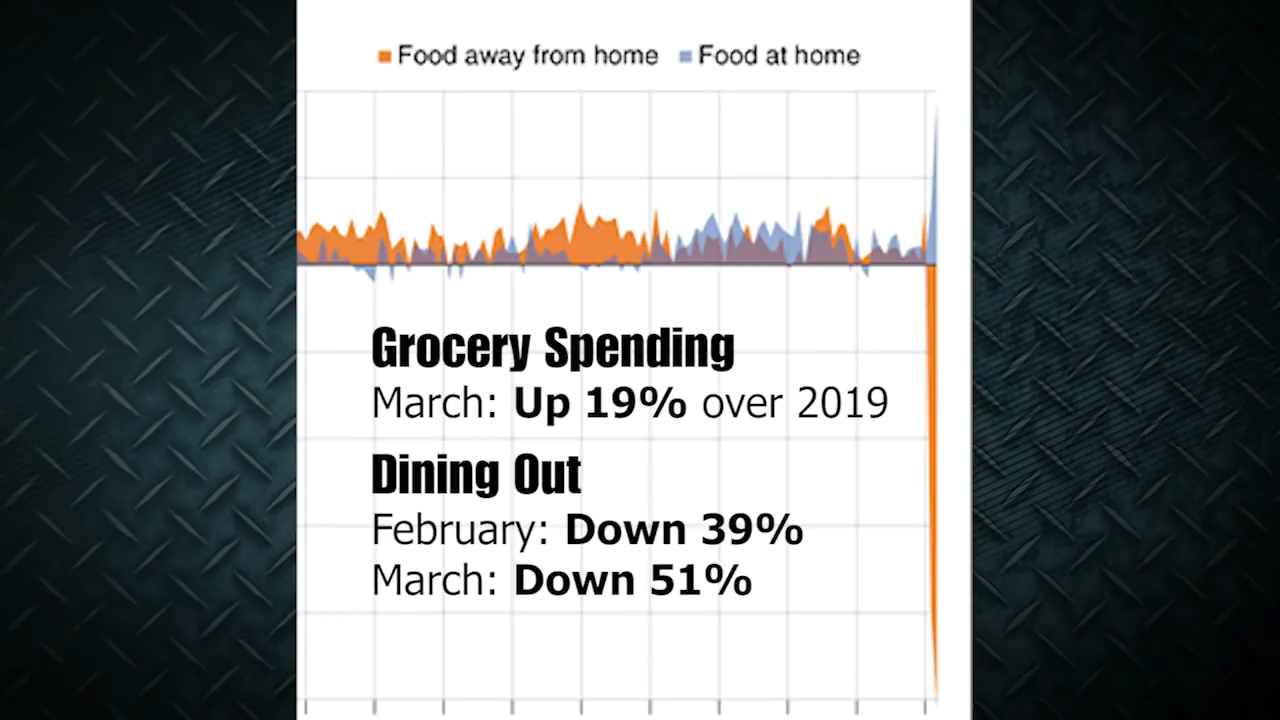 Food away from home Food at home
Grocery Spending
March: Up 19% over 2019
Dining Out
February: Down 39%
March: Down 51%